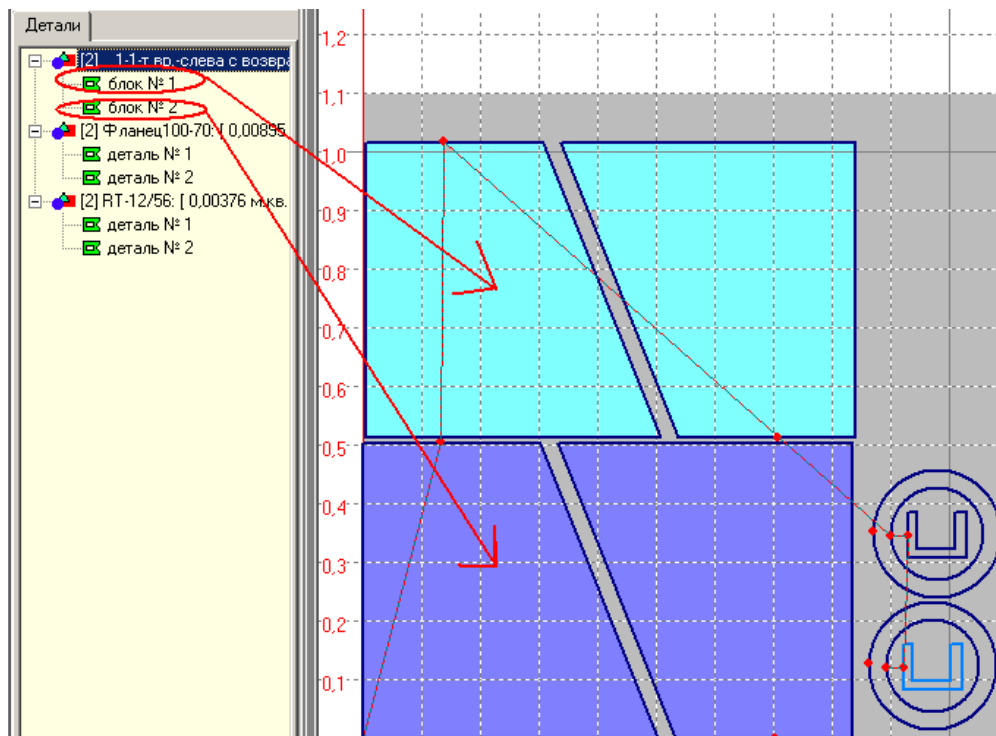 Детали
[2] 1-1-т вр.-слева с возвра
блок № 1
блок № 2
[2] Фланец100-70: [ 0,00895
деталь № 1
деталь № 2
[2] RT-12/56: [ 0,00376 м.кв.
деталь № 1
деталь № 2
1,2
1,1
1,0
0,9
0,8
0,7
0,6
0,5
0,4
0,3
0,2
0,1